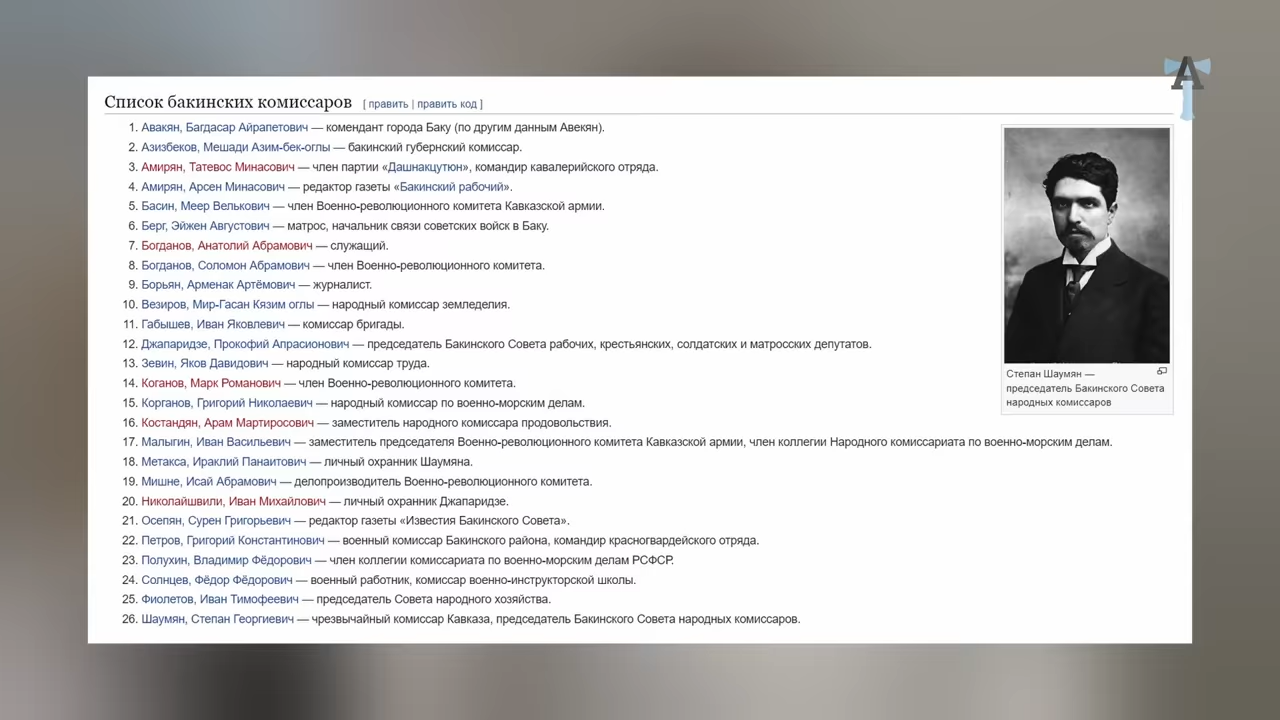 Список бакинских комиссаров [ править | править код ]
1. Авакян, Багдасар Айрапетович — комендант города Баку (по другим данным Авекян).
2. Азизбеков, Мешади Азим-бек-оглы — бакинский губернский комиссар.
3. Амирян, Татевос Минасович — член партии «Дашнакцутюн», командир кавалерийского отряда.
4. Амирян, Арсен Минасович — редактор газеты «Бакинский рабочий».
5. Басин, Меер Велькович — член Военно-революционного комитета Кавказской армии.
6. Берг, Эйжен Августович — матрос, начальник связи советских войск в Баку.
7. Богданов, Анатолий Абрамович — служащий.
8. Богданов, Соломон Абрамович — член Военно-революционного комитета.
9. Борьян, Арменак Артёмович — журналист.
10. Везиров, Мир-Гасан Кязим оглы — народный комиссар земледелия.
11. Габышев, Иван Яковлевич — комиссар бригады.
12. Джапаридзе, Прокофий Апрасионович — председатель Бакинского Совета рабочих, крестьянских, солдатских и матросских депутатов.
13. Зевин, Яков Давидович — народный комиссар труда.
14. Коганов, Марк Романович — член Военно-революционного комитета.
15. Корганов, Григорий Николаевич — народный комиссар по военно-морским делам.
16. Костандян, Арам Мартиросович — заместитель народного комиссара продовольствия.
17. Малыгин, Иван Васильевич — заместитель председателя Военно-революционного комитета Кавказской армии, член коллегии Народного комиссариата по военно-морским делам.
18. Метакса, Ираклий Панаитович — личный охранник Шаумяна.
19. Мишне, Исай Абрамович — делопроизводитель Военно-революционного комитета.
20. Николайшвили, Иван Михайлович — личный охранник Джапаридзе.
21. Осепян, Сурен Григорьевич — редактор газеты «Известия Бакинского Совета».
22. Петров, Григорий Константинович — военный комиссар Бакинского района, командир красногвардейского отряда.
23. Полухин, Владимир Фёдорович — член коллегии комиссариата по военно-морским делам РСФСР.
24. Солнцев, Фёдор Фёдорович — военный работник, комиссар военно-инструкторской школы.
25. Фиолетов, Иван Тимофеевич — председатель Совета народного хозяйства.
26. Шаумян, Степан Георгиевич — чрезвычайный комиссар Кавказа, председатель Бакинского Совета народных комиссаров.
Степан Шаумян —
председатель Бакинского Совета
народных комиссаров
А